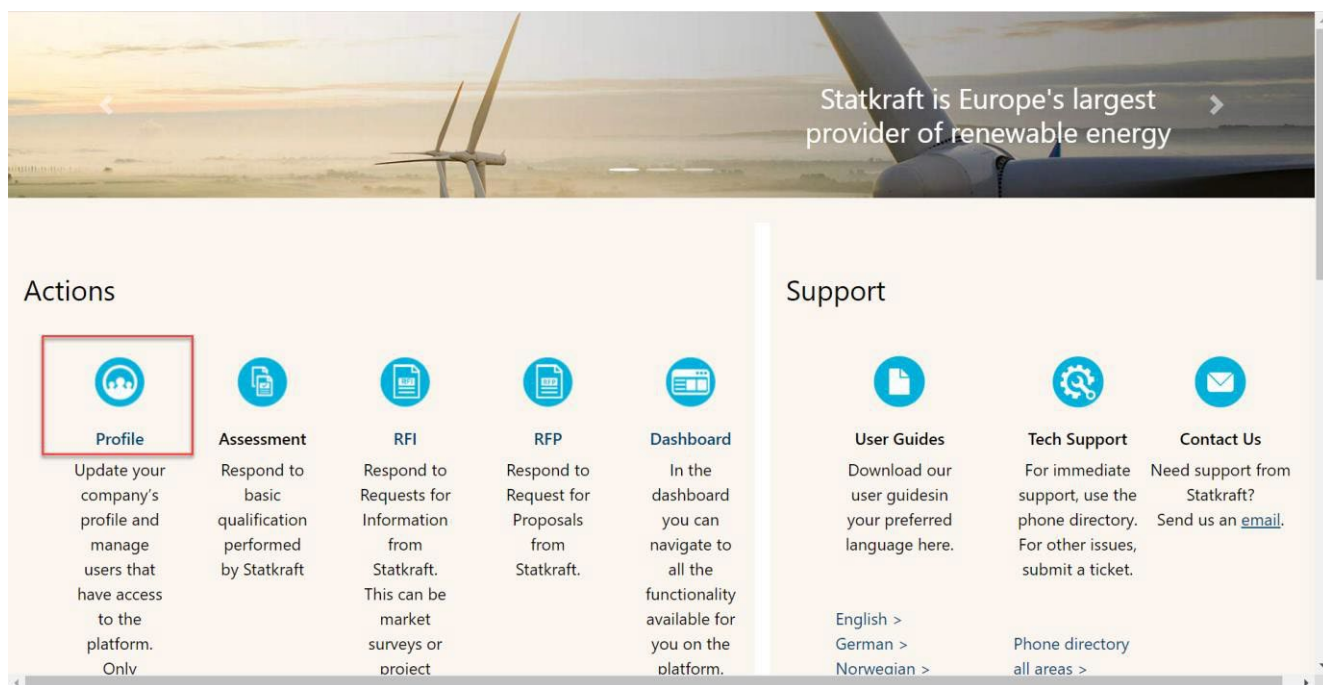 Statkraft is Europe's largest
provider of renewable energy
Actions
Profile
Update your
company's
profile and
manage
users that
have access
to the
platform.
Only
Assessment
Respond to
basic
qualification
performed
by Statkraft
RFI
Respond to
Requests for
Information
from
Statkraft.
This can be
market
surveys or
project
RFP
Respond to
Request for
Proposals
from
Statkraft.
Dashboard
In the
dashboard
you can
navigate to
all the
functionality
available for
you on the
platform.
Support
User Guides
Download our
user guidesin
your preferred
language here.
English >
German >
Norwegian >
Tech Support
For immediate
support, use the
phone directory.
For other issues,
submit a ticket.
Phone directory
all areas >
Contact Us
Need support from
Statkraft?
Send us an email.